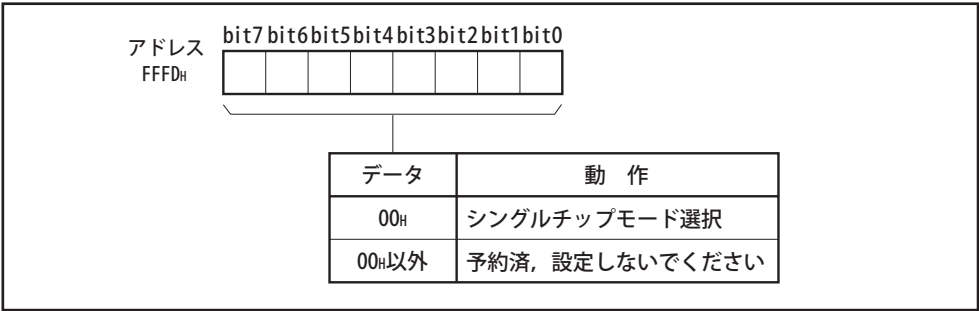 bit7 bit6 bit5 bit4 bit3 bit2 bit1 bit0
アドレス
FFFDH
データ 動　作
00H シングルチップモード選択
00H以外 予約済，設定しないでください